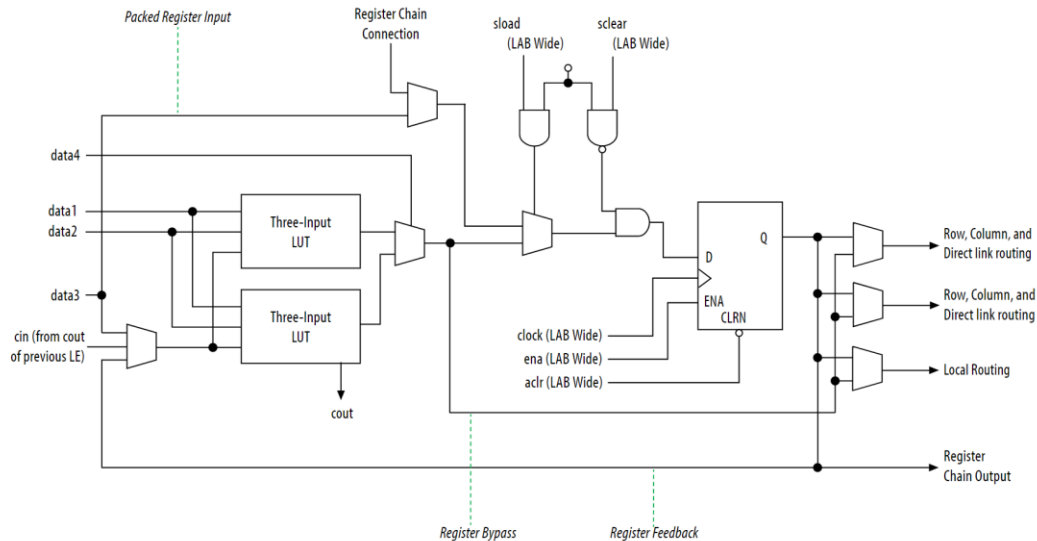 Packed Register Input
Register Chain
Connection
sload
(LAB Wide)
sclear
(LAB Wide)
data4
data1
data2
Three-Input
LUT
data3
Three-Input
LUT
cin (from cout
of previous LE)
cout
Q
D
ENA
CLRN
clock (LAB Wide)
ena (LAB Wide)
aclr (LAB Wide)
Row, Column, and
Direct link routing
Row, Column, and
Direct link routing
Local Routing
Register
Chain Output
Register Bypass
Register Feedback